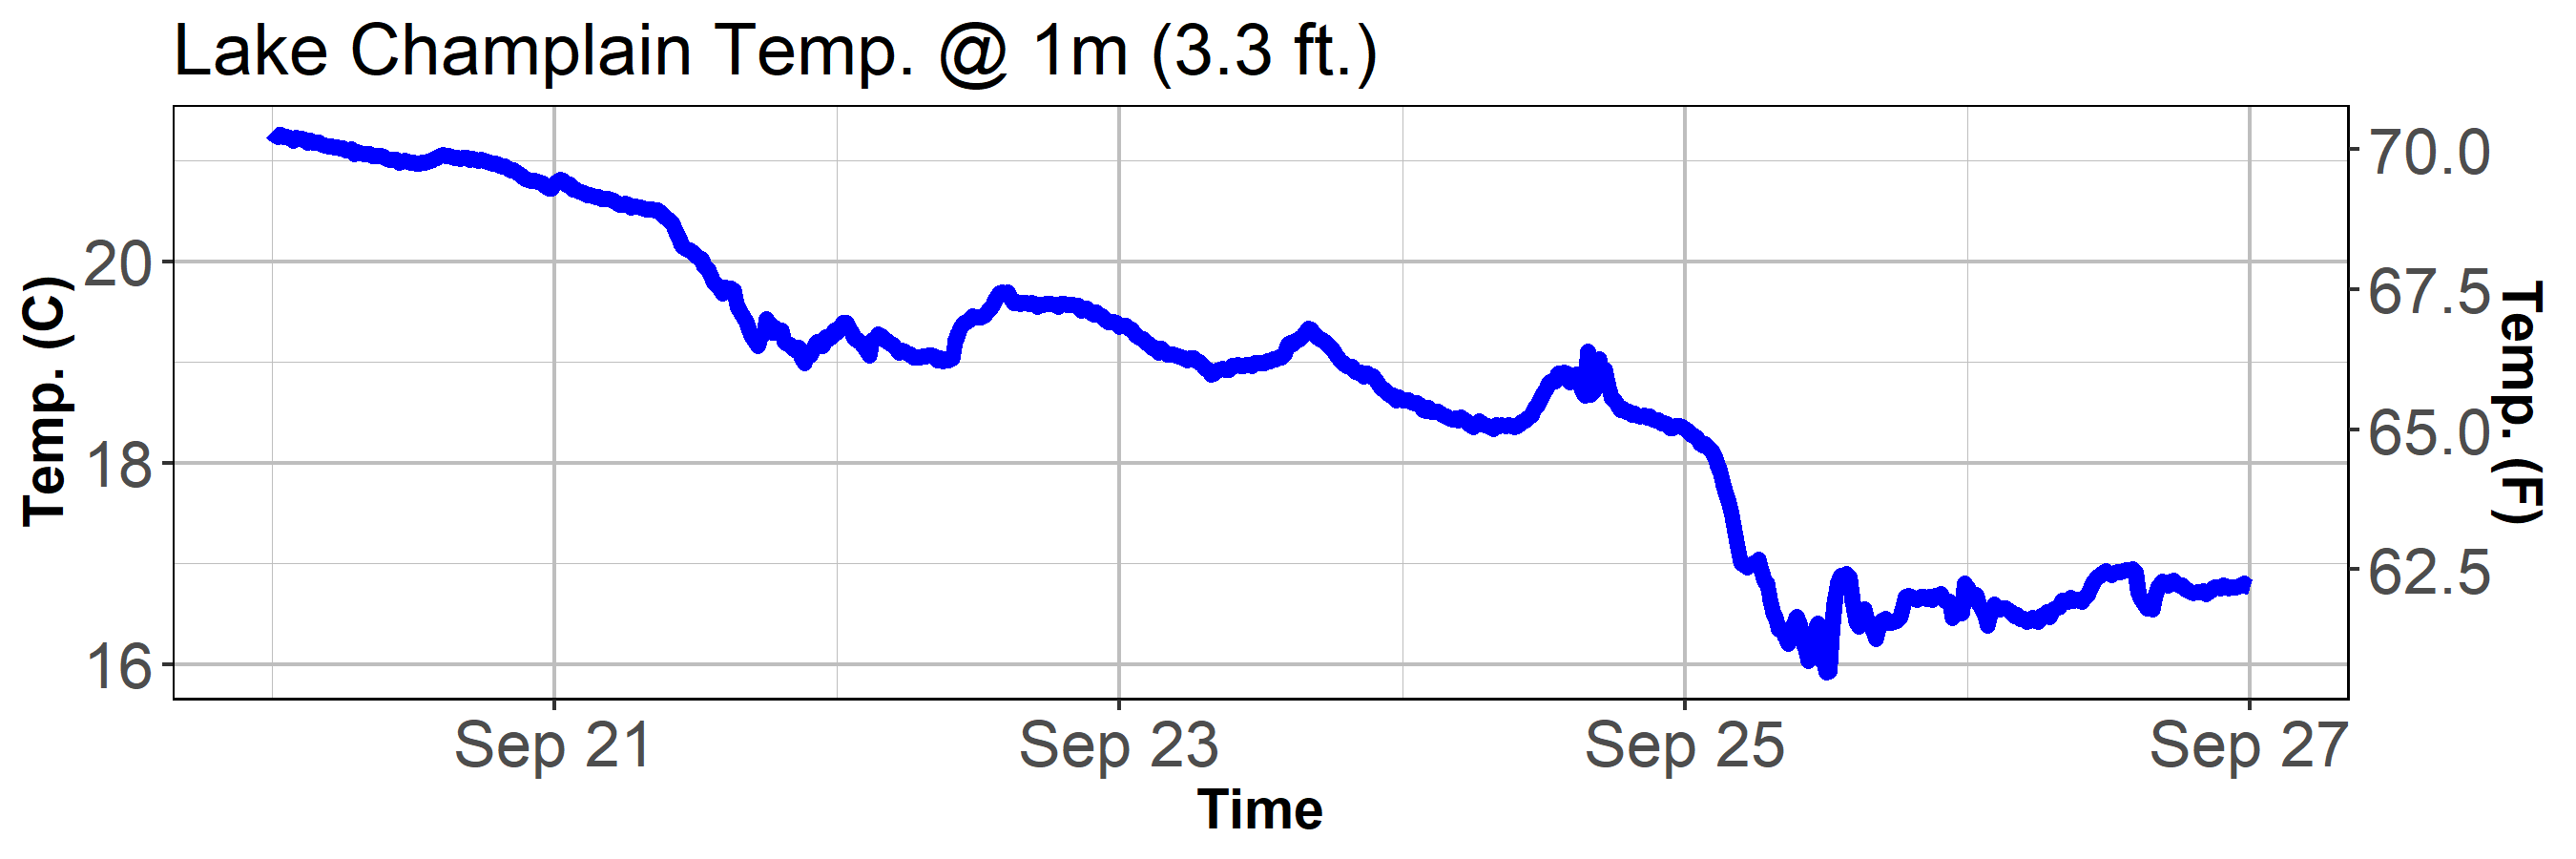 Lake Champlain Temp. @ 1m (3.3 ft.)
Temp. (C)
20
18
16
70.0
67.5
65.0
62.5
Temp. (F)
Sep 21
Sep 23
Sep 25
Sep 27
Time